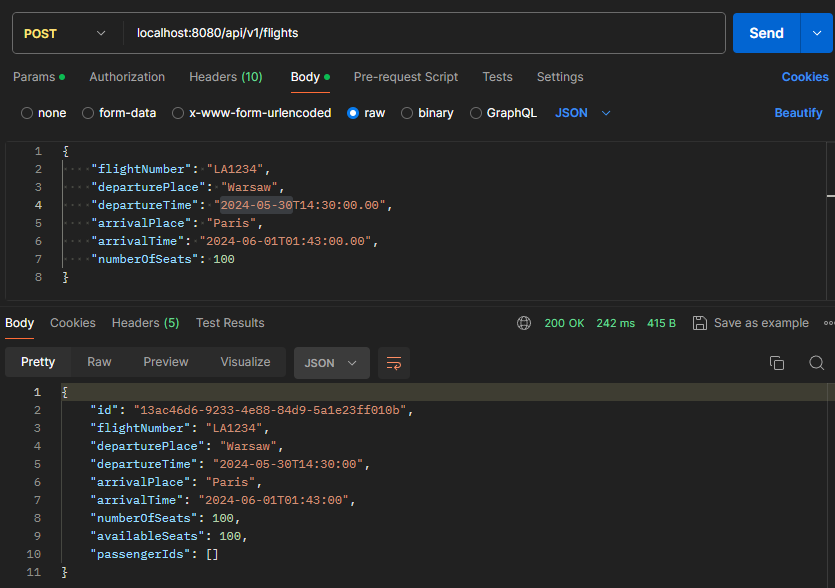 POST localhost:8080/api/v1/flights Send
Params Authorization Headers (10) Body Pre-request Script Tests Settings Cookies
none form-data x-www-form-urlencoded raw binary GraphQL JSON Beautify
1 {
2 "flightNumber": "LA1234",
3 "departurePlace": "Warsaw",
4 "departureTime": "2024-05-30T14:30:00.00",
5 "arrivalPlace": "Paris",
6 "arrivalTime": "2024-06-01T01:43:00.00",
7 "numberOfSeats": 100
8 }
Body Cookies Headers (5) Test Results 200 OK 242 ms 415 B Save as example
Pretty Raw Preview Visualize JSON
1 {
2 "id": "13ac46d6-9233-4e88-84d9-5a1e23ff010b",
3 "flightNumber": "LA1234",
4 "departurePlace": "Warsaw",
5 "departureTime": "2024-05-30T14:30:00",
6 "arrivalPlace": "Paris",
7 "arrivalTime": "2024-06-01T01:43:00",
8 "numberOfSeats": 100,
9 "availableSeats": 100,
10 "passengerIds": []
11 }